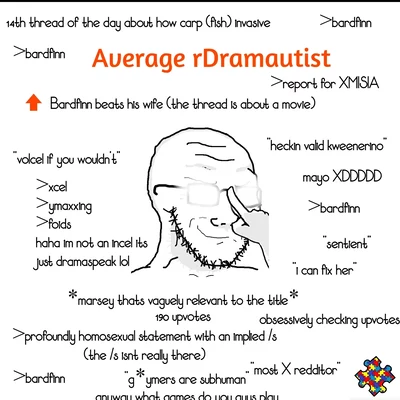 14th thread of the day about how carp (fish) invasive
>bardfinn
>bardfinn
Average rDramautist
>report for XMISIA
Bardfinn beats his wife (the thread is about a movie)
"heckin valid kweenerino"
"volcel if you wouldn't"
mayo XDDDDD
>xcel
>ymaxxing
>foids
>bardfinn
haha im not an incel its
just dramaspeak lol
"sentient"
"i can fix her"
*marsey thats vaguely relevant to the title*
190 upvotes
obsessively checking upvotes
>profoundly homosexual statement with an implied /s
(the /s isnt really there)
>bardfinn
"g*ymers are subhuman"
"most X redditor"
anyway what games do you guys play